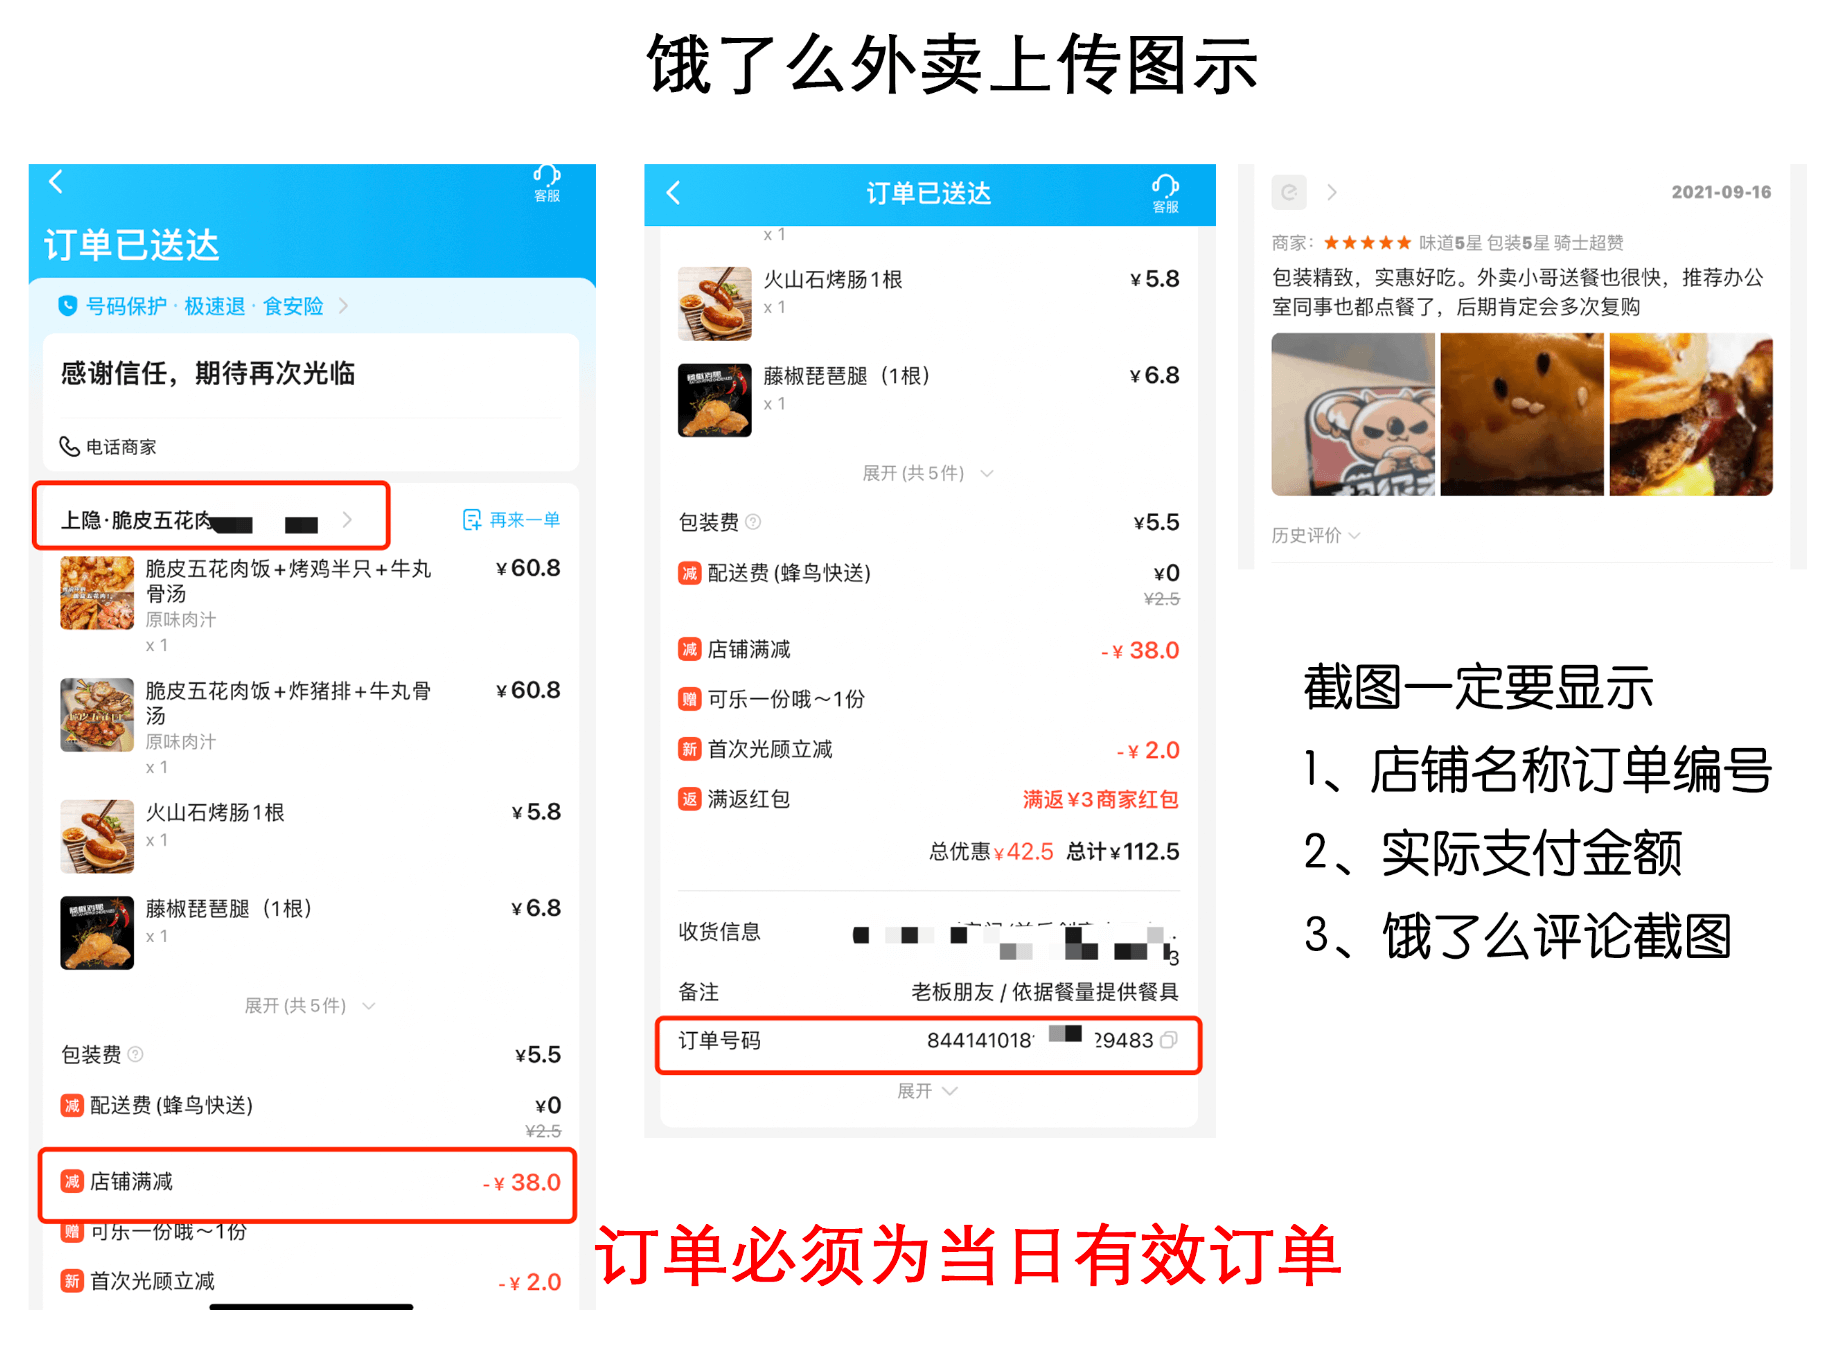 饿了么外卖上传图示
客服
订单已送达
号码保护·极速退·食安险
感谢信任，期待再次光临
电话商家
上隐·脆皮五花肉
再来一单
脆皮五花肉饭+烤鸡半只+牛丸
¥60.8
骨汤
原味肉汁
x 1
脆皮五花肉饭+炸猪排+牛丸骨
¥60.8
汤
原味肉汁
x 1
火山石烤肠1根
¥5.8
x 1
藤椒琵琶腿（1根）
¥6.8
x 1
展开(共5件)
包装费
¥5.5
减 配送费(蜂鸟快送)
¥0
¥2.5
减 店铺满减
-¥38.0
赠 可乐一份哦～1份
新 首次光顾立减
-¥2.0
订单已送达
客服
x 1
火山石烤肠1根
¥5.8
x 1
藤椒琵琶腿（1根）
¥6.8
x 1
展开(共5件)
包装费
¥5.5
减 配送费(蜂鸟快送)
¥0
¥2.5
减 店铺满减
-¥38.0
赠 可乐一份哦～1份
新 首次光顾立减
-¥2.0
返 满返红包
满返¥3商家红包
总优惠¥42.5 总计¥112.5
收货信息
3
备注
老板朋友/依据餐量提供餐具
订单号码
844141018 29483
展开
2021-09-16
商家：★★★★★ 味道5星 包装5星 骑士超赞
包装精致，实惠好吃。外卖小哥送餐也很快，推荐办公
室同事也都点餐了，后期肯定会多次复购
历史评价
截图一定要显示
1、店铺名称订单编号
2、实际支付金额
3、饿了么评论截图
订单必须为当日有效订单